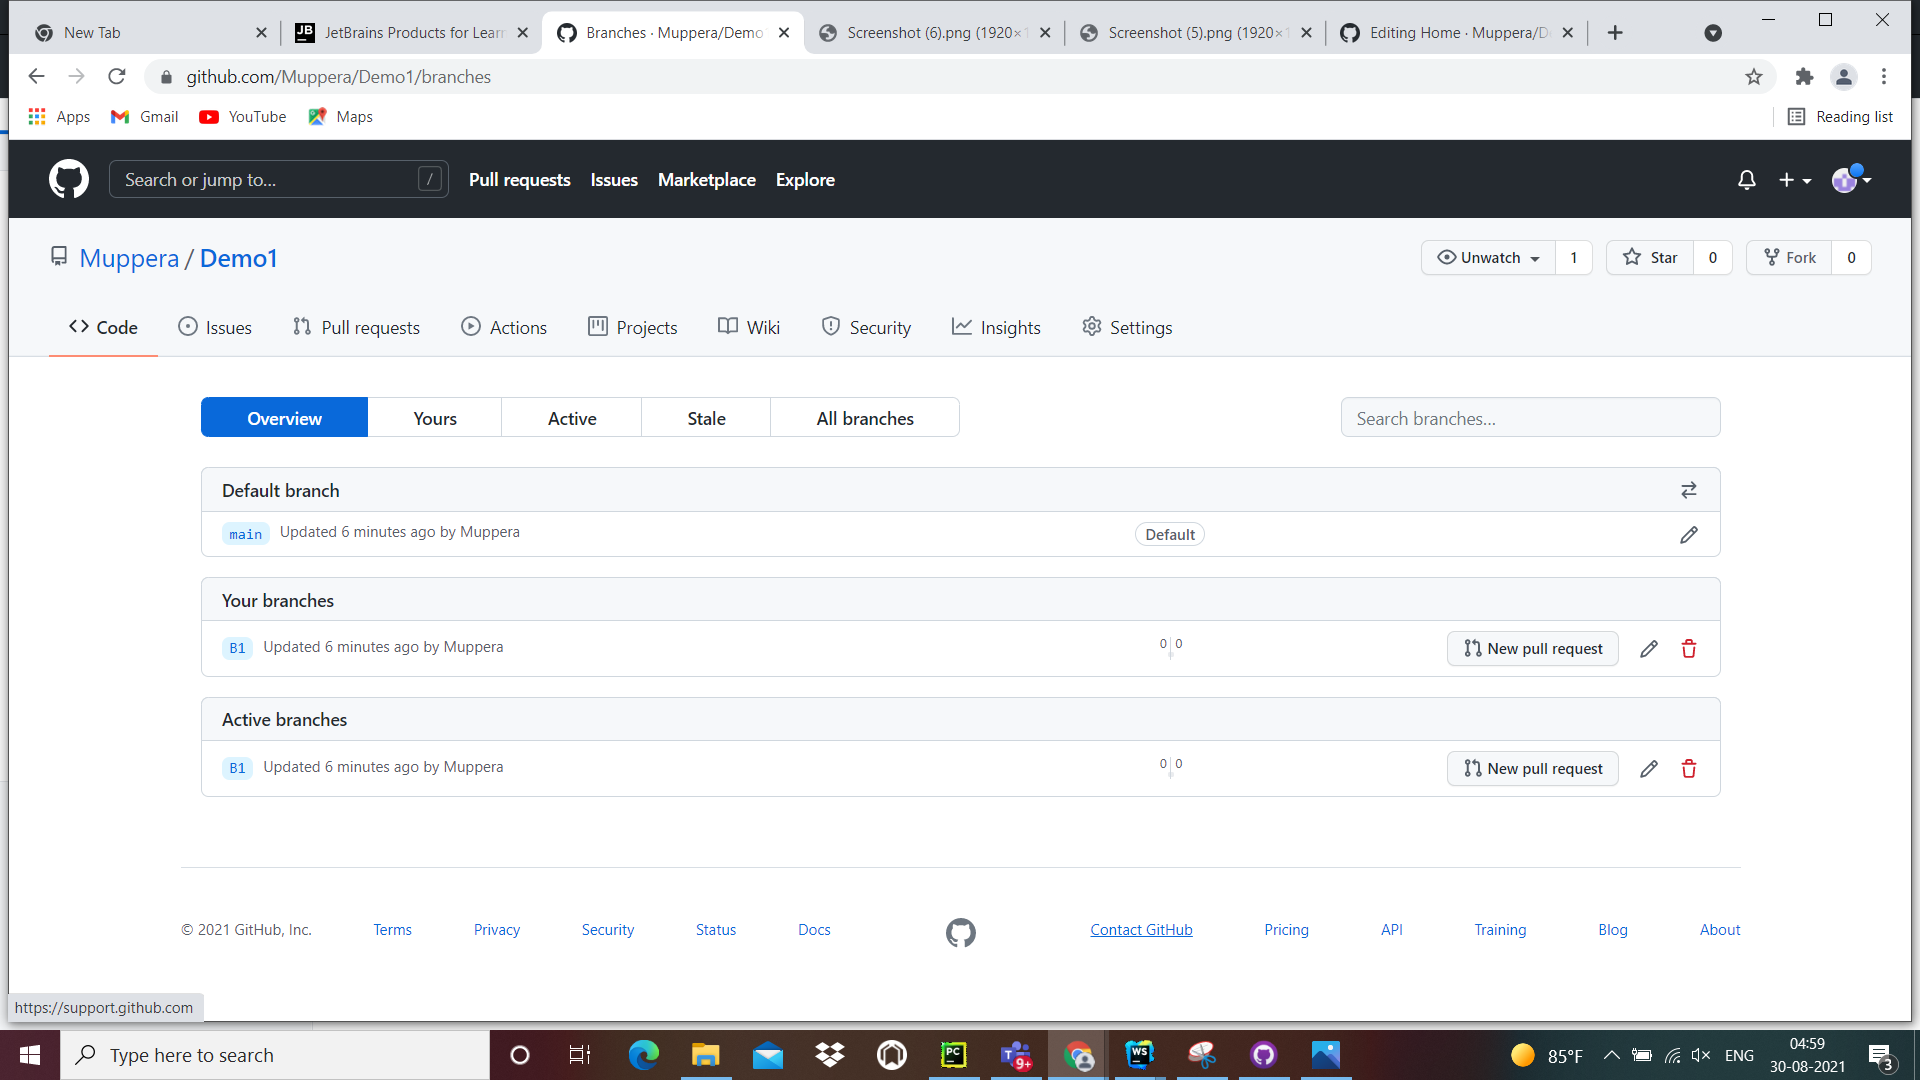 New Tab
JetBrains Products for Lear
Branches · Muppera/Demo
Screenshot (6).png (1920×
Screenshot (5).png (1920×
Editing Home · Muppera/D
github.com/Muppera/Demo1/branches
Apps
Gmail
YouTube
Maps
Reading list
Search or jump to...
/
Pull requests
Issues
Marketplace
Explore
Muppera / Demo1
Unwatch
1
Star
0
Fork
0
Code
Issues
Pull requests
Actions
Projects
Wiki
Security
Insights
Settings
Overview
Yours
Active
Stale
All branches
Search branches...
Default branch
main Updated 6 minutes ago by Muppera
Default
Your branches
B1 Updated 6 minutes ago by Muppera
0 0
New pull request
Active branches
B1 Updated 6 minutes ago by Muppera
0 0
New pull request
© 2021 GitHub, Inc.
Terms
Privacy
Security
Status
Docs
Contact GitHub
Pricing
API
Training
Blog
About
https://support.github.com
Type here to search
PC
T
9+
WS
85°F
ENG
04:59
30-08-2021
3